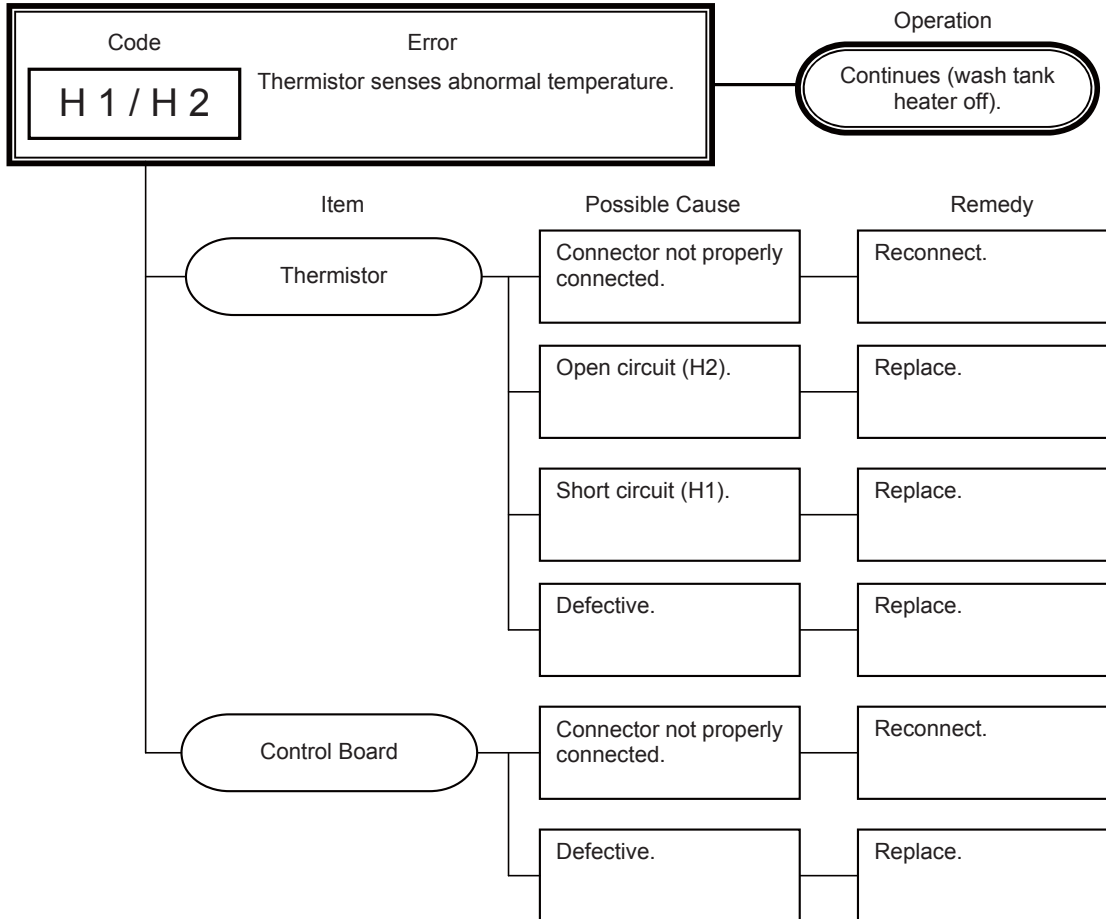 Code
Error
Operation
H 1 / H 2
Thermistor senses abnormal temperature.
Continues (wash tank
heater off).
Item
Possible Cause
Remedy
Thermistor
Connector not properly
connected.
Reconnect.
Open circuit (H2).
Replace.
Short circuit (H1).
Replace.
Defective.
Replace.
Control Board
Connector not properly
connected.
Reconnect.
Defective.
Replace.